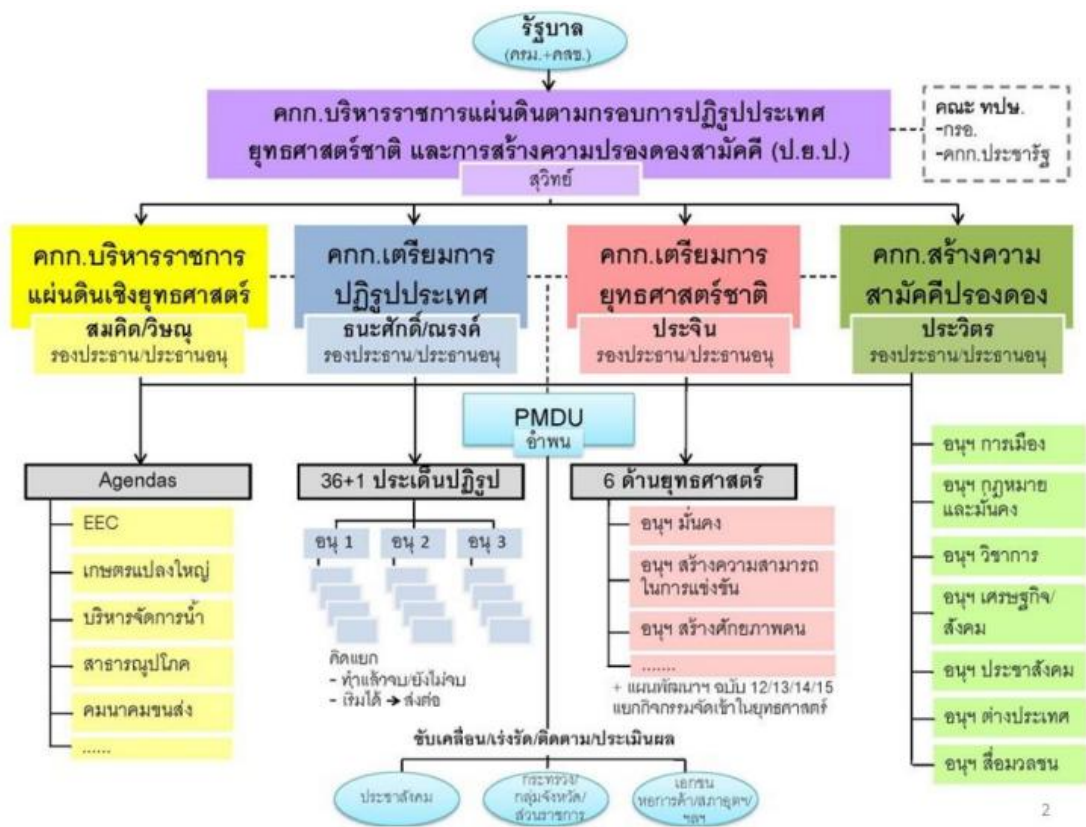 รัฐบาล
(ครม.+คสช.)
คกก.บริหารราชการแผ่นดินตามกรอบการปฏิรูปประเทศ
ยุทธศาสตร์ชาติ และการสร้างความปรองดองสามัคคี (ป.ย.ป.)
สุวิทย์
คณะ ทปษ.
-กรอ.
-คกก.ประชารัฐ
คกก.บริหารราชการ
แผ่นดินเชิงยุทธศาสตร์
สมคิด/วิษณุ
รองประธาน/ประธานอนุ
คกก.เตรียมการ
ปฏิรูปประเทศ
ธนะศักดิ์/ณรงค์
รองประธาน/ประธานอนุ
คกก.เตรียมการ
ยุทธศาสตร์ชาติ
ประจิน
รองประธาน/ประธานอนุ
คกก.สร้างความ
สามัคคีปรองดอง
ประวิตร
รองประธาน/ประธานอนุ
PMDU
อำพน
Agendas
EEC
เกษตรแปลงใหญ่
บริหารจัดการน้ำ
สาธารณูปโภค
คมนาคมขนส่ง
......
36+1 ประเด็นปฏิรูป
อนุ 1
อนุ 2
อนุ 3
คิดแยก
- ทำแล้วจบ/ยังไม่จบ
- เริ่มได้ → ส่งต่อ
6 ด้านยุทธศาสตร์
อนุฯ มั่นคง
อนุฯ สร้างความสามารถ
ในการแข่งขัน
อนุฯ สร้างศักยภาพคน
.......
+ แผนพัฒนาฯ ฉบับ 12/13/14/15
แยกกิจกรรมจัดเข้าในยุทธศาสตร์
อนุฯ การเมือง
อนุฯ กฎหมาย
และมั่นคง
อนุฯ วิชาการ
อนุฯ เศรษฐกิจ/
สังคม
อนุฯ ประชาสังคม
อนุฯ ต่างประเทศ
อนุฯ สื่อมวลชน
ขับเคลื่อน/เร่งรัด/ติดตาม/ประเมินผล
ประชาสังคม
กระทรวง/
กลุ่มจังหวัด/
ส่วนราชการ
เอกชน
หอการค้า/สภาอุตฯ/
ฯลฯ
2